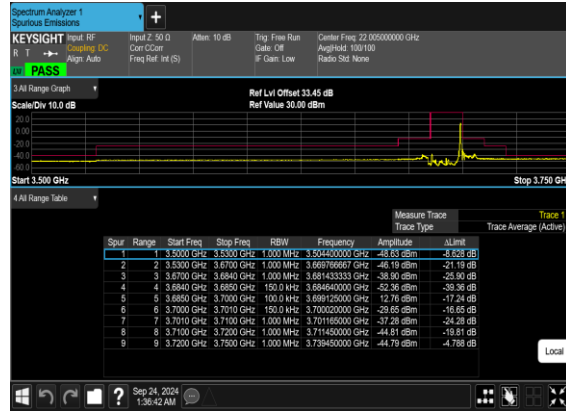 Spectrum Analyzer 1
Spurious Emissions
KEYSIGHT Input: RF Input Z: 50 Ω Atten: 10 dB Trig: Free Run Center Freq: 22.005000000 GHz
R T Coupling: DC Corr CCorr Gate: Off Avg|Hold: 100/100
Align: Auto Freq Ref: Int (S) IF Gain: Low Radio Std: None
PASS
3 All Range Graph
Ref Lvl Offset 33.45 dB
Scale/Div 10.0 dB Ref Value 30.00 dBm
20.0
0.00
-20.0
-40.0
-60.0
Start 3.500 GHz Stop 3.750 GH
4 All Range Table
Measure Trace Trace 1
Trace Type Trace Average (Active)
Spur Range Start Freq Stop Freq RBW Frequency Amplitude ΔLimit
1 1 3.5000 GHz 3.5300 GHz 1.000 MHz 3.504400000 GHz -48.63 dBm -8.628 dB
2 2 3.5300 GHz 3.6700 GHz 1.000 MHz 3.669766667 GHz -46.19 dBm -21.19 dB
3 3 3.6700 GHz 3.6840 GHz 1.000 MHz 3.681433333 GHz -38.90 dBm -25.90 dB
4 4 3.6840 GHz 3.6850 GHz 150.0 kHz 3.684640000 GHz -52.36 dBm -39.36 dB
5 5 3.6850 GHz 3.7000 GHz 100.0 kHz 3.699125000 GHz 12.76 dBm -17.24 dB
6 6 3.7000 GHz 3.7010 GHz 150.0 kHz 3.700020000 GHz -29.65 dBm -16.65 dB
7 7 3.7010 GHz 3.7100 GHz 1.000 MHz 3.701165000 GHz -37.28 dBm -24.28 dB
8 8 3.7100 GHz 3.7200 GHz 1.000 MHz 3.711450000 GHz -44.81 dBm -19.81 dB
9 9 3.7200 GHz 3.7500 GHz 1.000 MHz 3.739450000 GHz -44.79 dBm -4.788 dB
Local
? Sep 24, 2024
1:36:42 AM